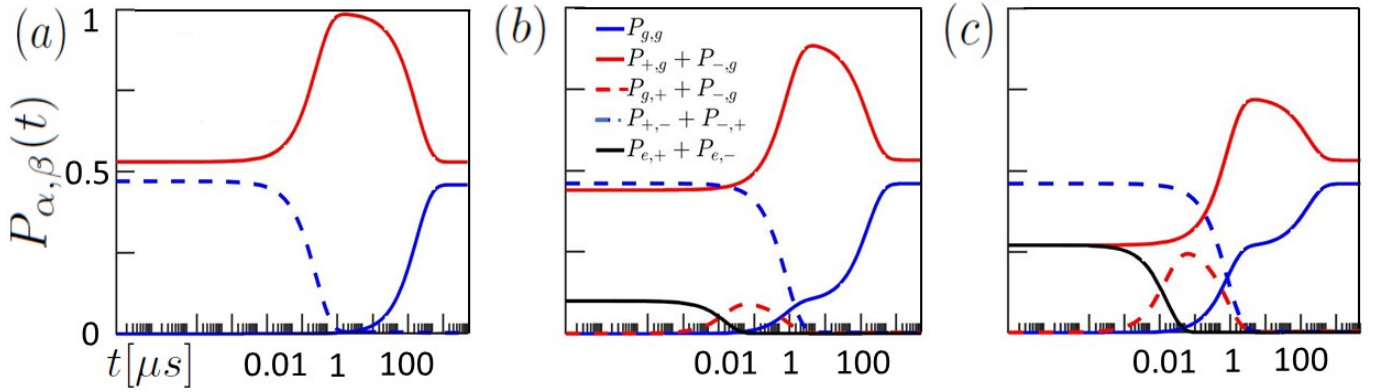 (a)
(b)
(c)
1
0.5
0
P_{α,β}(t)
P_{g,g}
P_{+,g} + P_{-,g}
P_{g,+} + P_{-,g}
P_{+,-} + P_{-,+}
P_{e,+} + P_{e,-}
t[μs] 0.01 1 100
0.01 1 100
0.01 1 100